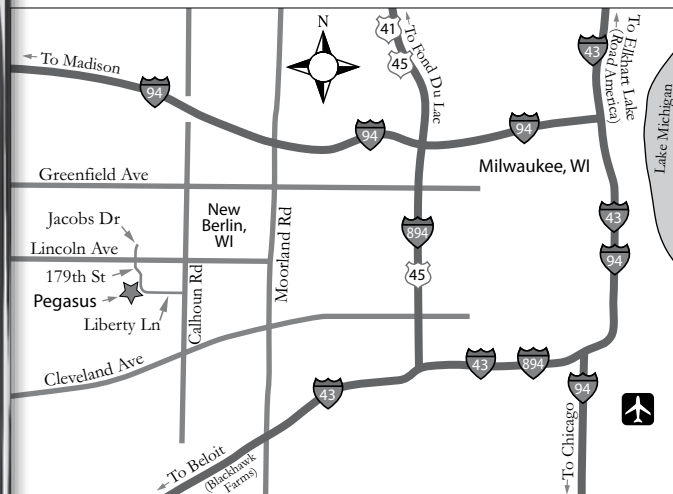 N
41
45
To Fond Du Lac
43
To Elkhart Lake
(Road America)
To Madison
94
94
94
Lake Michigan
Milwaukee, WI
Greenfield Ave
New
Berlin,
WI
Jacobs Dr
Lincoln Ave
179th St
Pegasus
Liberty Ln
Calhoun Rd
Moorland Rd
894
45
43
94
Cleveland Ave
43
43
894
94
To Beloit
(Blackhawk
Farms)
To Chicago